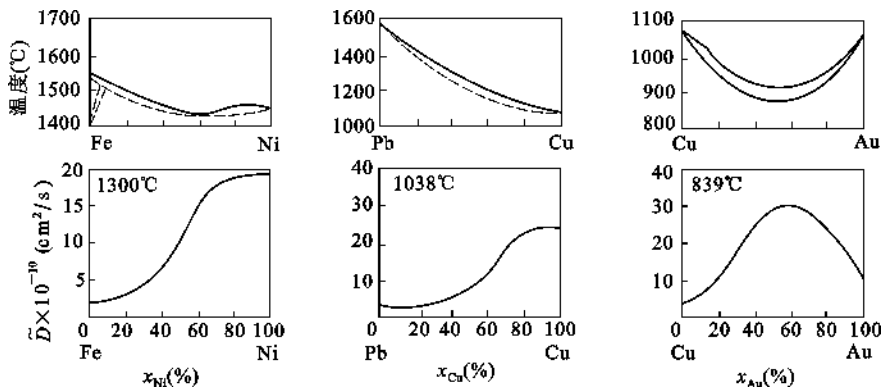 温度(℃)
1700
1600
1500
1400
Fe Ni
1600
1400
1200
1000
Pb Cu
1100
1000
900
800
Cu Au
D̃×10⁻¹⁰ (cm²/s)
20
15
10
5
1300℃
0 20 40 60 80 100
Fe Ni
x_Ni(%)
40
30
20
10
1038℃
0 20 40 60 80 100
Pb Cu
x_Cu(%)
40
30
20
10
839℃
0 20 40 60 80 100
Cu Au
x_Au(%)